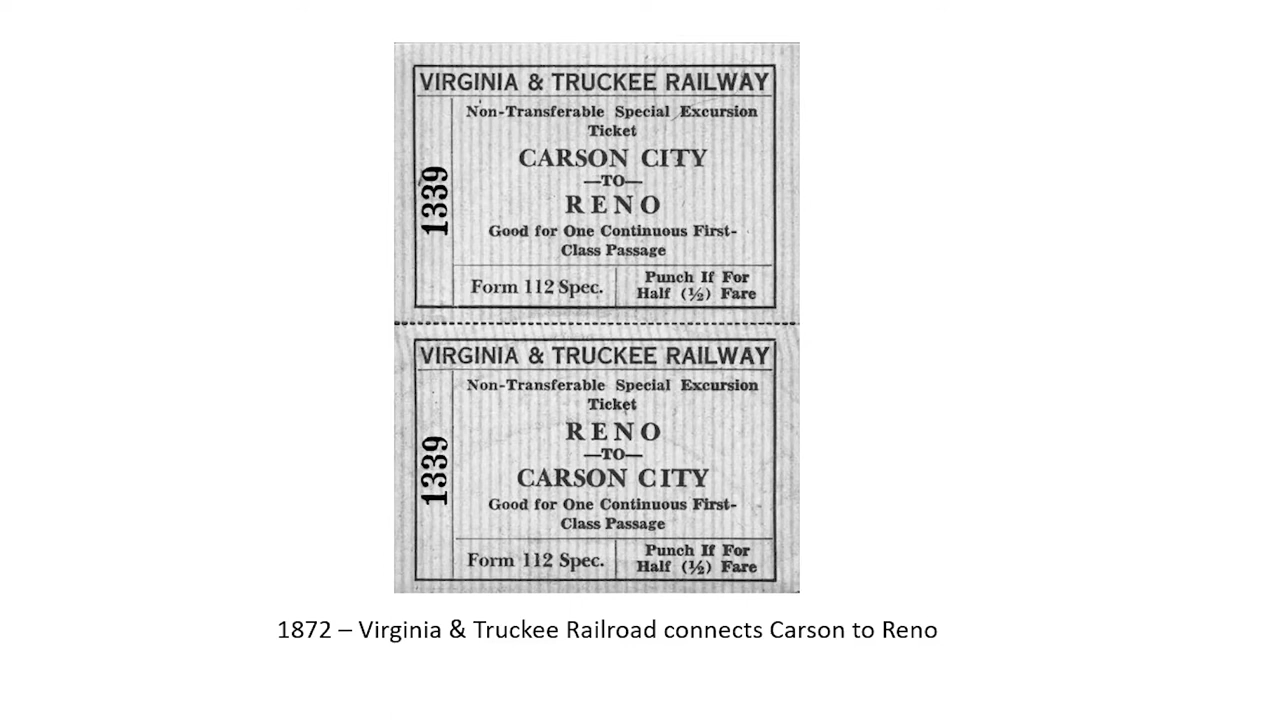 VIRGINIA & TRUCKEE RAILWAY
1339
Non-Transferable Special Excursion
Ticket
CARSON CITY
—TO—
RENO
Good for One Continuous First-
Class Passage
Form 112 Spec.
Punch If For
Half (½) Fare
VIRGINIA & TRUCKEE RAILWAY
1339
Non-Transferable Special Excursion
Ticket
RENO
—TO—
CARSON CITY
Good for One Continuous First-
Class Passage
Form 112 Spec.
Punch If For
Half (½) Fare
1872 – Virginia & Truckee Railroad connects Carson to Reno